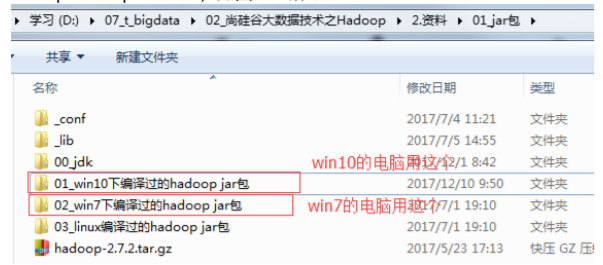 学习 (D:) ▸ 07_t_bigdata ▸ 02_尚硅谷大数据技术之Hadoop ▸ 2.资料 ▸ 01_jar包 ▸
共享 新建文件夹
名称 修改日期 类型
_conf 2017/7/4 11:21 文件夹
_lib 2017/7/5 14:55 文件夹
00_jdk win10的电脑用这个 2017/12/1 8:42 文件夹
01_win10下编译过的hadoop jar包 2017/12/10 9:50 文件夹
02_win7下编译过的hadoop jar包 win7的电脑用这个 2017/7/1 19:10 文件夹
03_linux编译过的hadoop jar包 2017/7/1 19:10 文件夹
hadoop-2.7.2.tar.gz 2017/5/23 17:13 快压 GZ 压